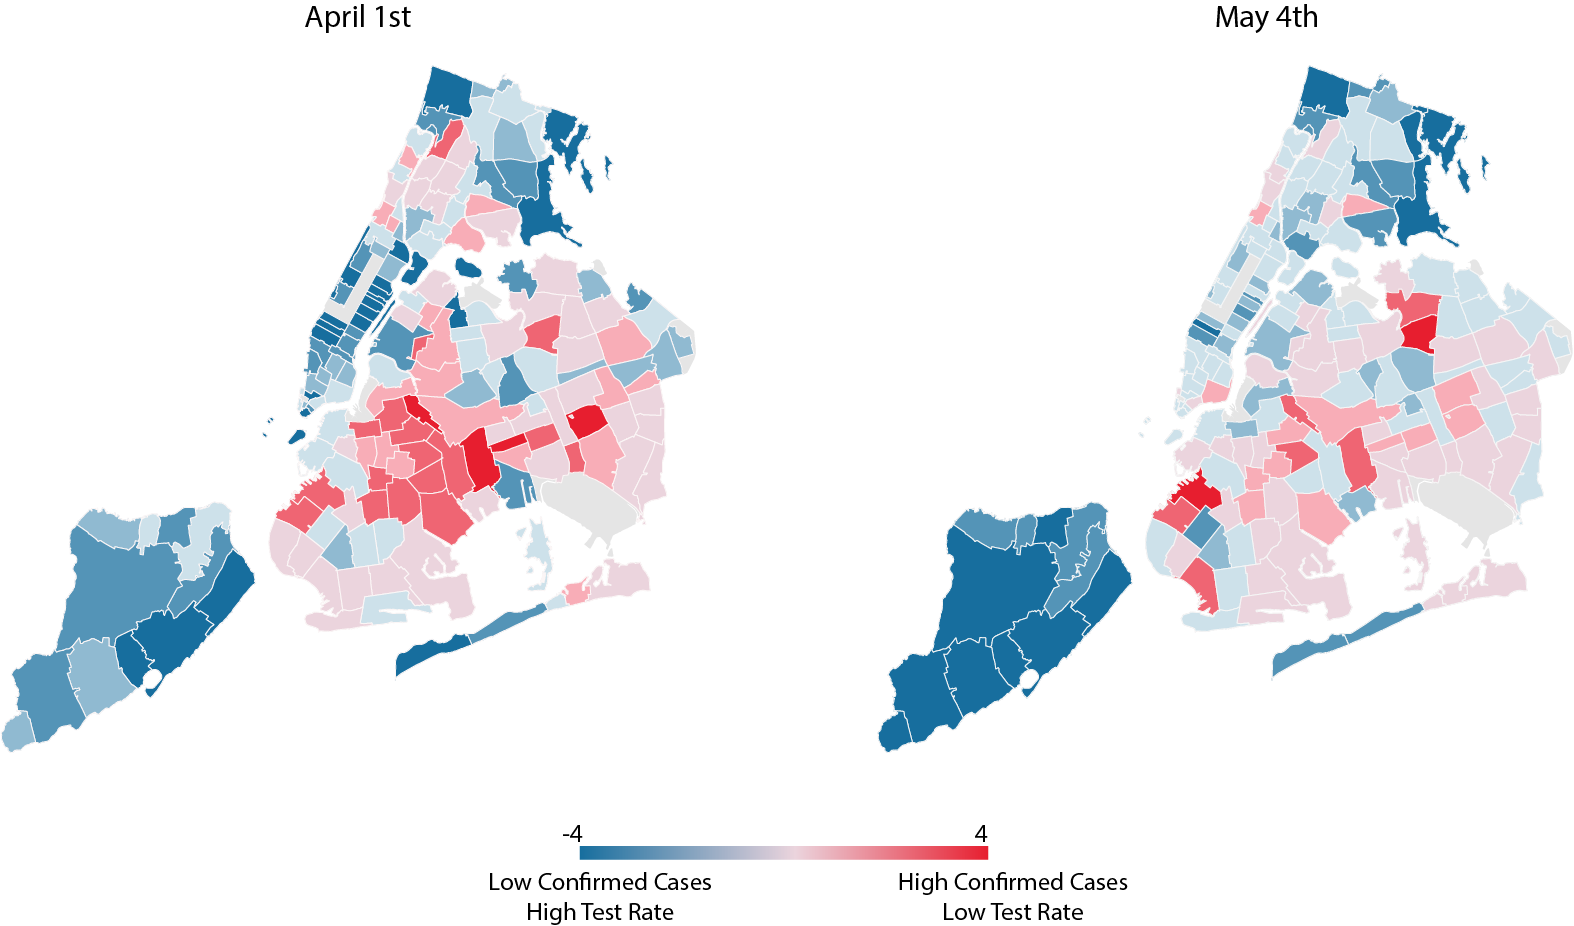 April 1st
May 4th
-4
4
Low Confirmed Cases
High Test Rate
High Confirmed Cases
Low Test Rate